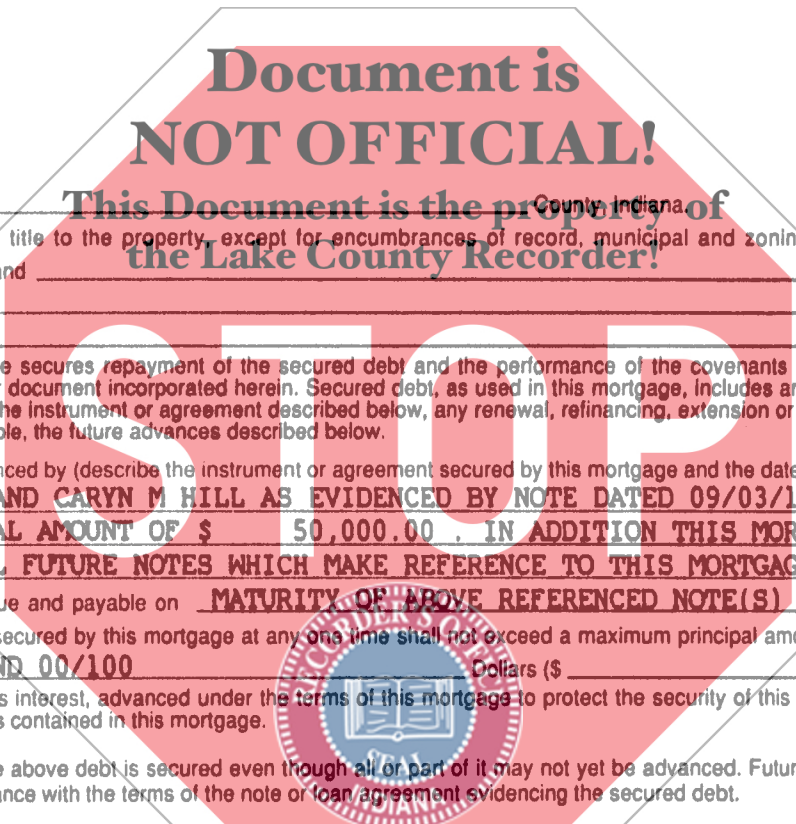 Document is
NOT OFFICIAL!
This Document is the property of
the Lake County Recorder!
County, Indiana.
title to the property, except for encumbrances of record, municipal and zonin
and
STOP
e secures repayment of the secured debt and the performance of the covenants
document incorporated herein. Secured debt, as used in this mortgage, includes a
he instrument or agreement described below, any renewal, refinancing, extension or
ole, the future advances described below.
nced by (describe the instrument or agreement secured by this mortgage and the date
AND CARYN M HILL AS EVIDENCED BY NOTE DATED 09/03/1
AL AMOUNT OF $ 50,000.00 . IN ADDITION THIS MOR
L FUTURE NOTES WHICH MAKE REFERENCE TO THIS MORTGAG
ue and payable on MATURITY OF ABOVE REFERENCED NOTE(S)
secured by this mortgage at any one time shall not exceed a maximum principal am
ND 00/100 Dollars ($
s interest, advanced under the terms of this mortgage to protect the security of this
s contained in this mortgage.
e above debt is secured even though all or part of it may not yet be advanced. Futur
ance with the terms of the note or loan agreement evidencing the secured debt.
RECORDER'S OFFICE
SEAL
INDIANA